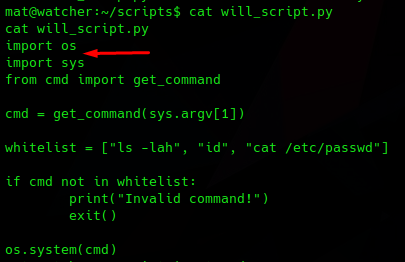 mat@watcher:~/scripts$ cat will_script.py
cat will_script.py
import os
import sys
from cmd import get_command
cmd = get_command(sys.argv[1])
whitelist = ["ls -lah", "id", "cat /etc/passwd"]
if cmd not in whitelist:
        print("Invalid command!")
        exit()
os.system(cmd)